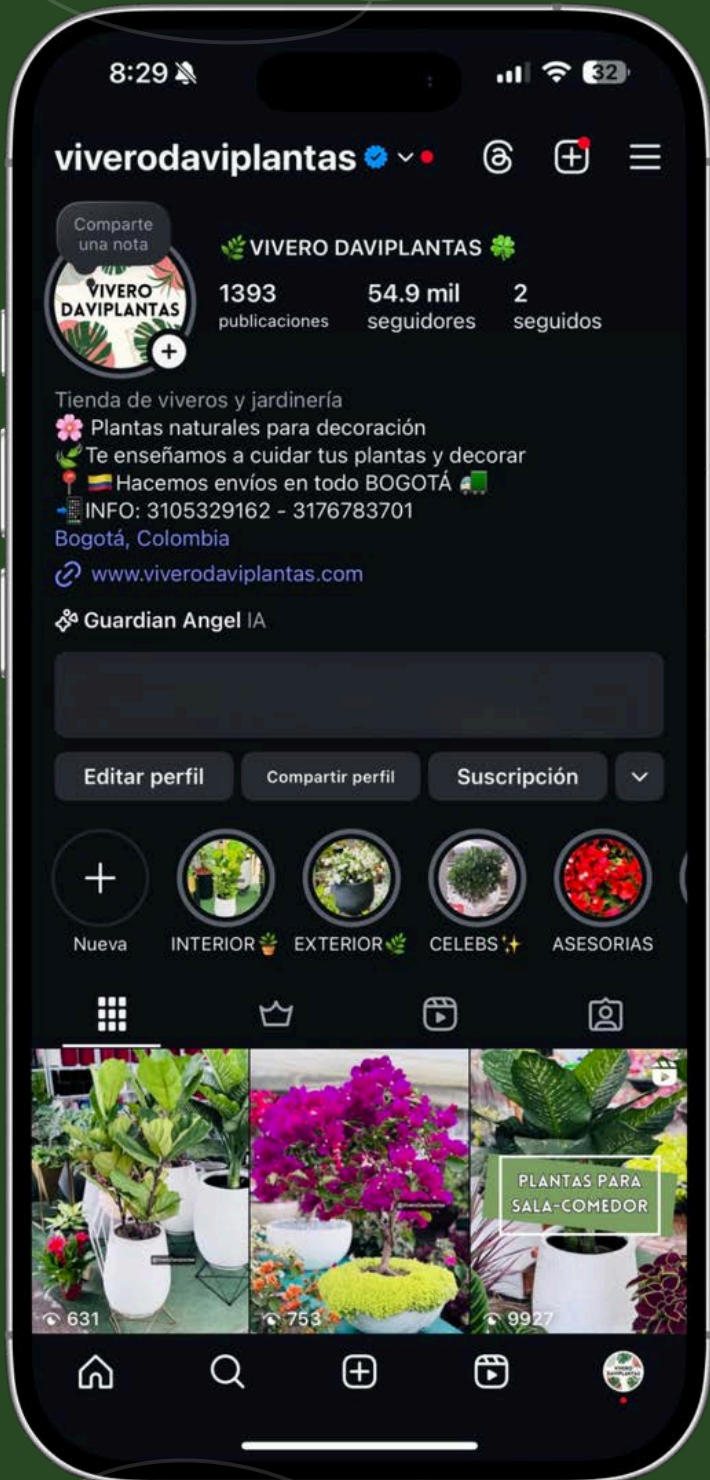 8:29
32
viverodaviplantas
Comparte
una nota
🌿VIVERO DAVIPLANTAS 🍀
VIVERO
DAVIPLANTAS
1393
54.9 mil
2
publicaciones
seguidores
seguidos
Tienda de viveros y jardinería
🌸 Plantas naturales para decoración
🌿Te enseñamos a cuidar tus plantas y decorar
📍🇨🇴Hacemos envíos en todo BOGOTÁ 🚛
📲INFO: 3105329162 - 3176783701
Bogotá, Colombia
www.viverodaviplantas.com
Guardian Angel IA
Editar perfil
Compartir perfil
Suscripción
Nueva
INTERIOR🪴
EXTERIOR🌿
CELEBS✨
ASESORIAS
PLANTAS PARA
SALA-COMEDOR
631
753
9927